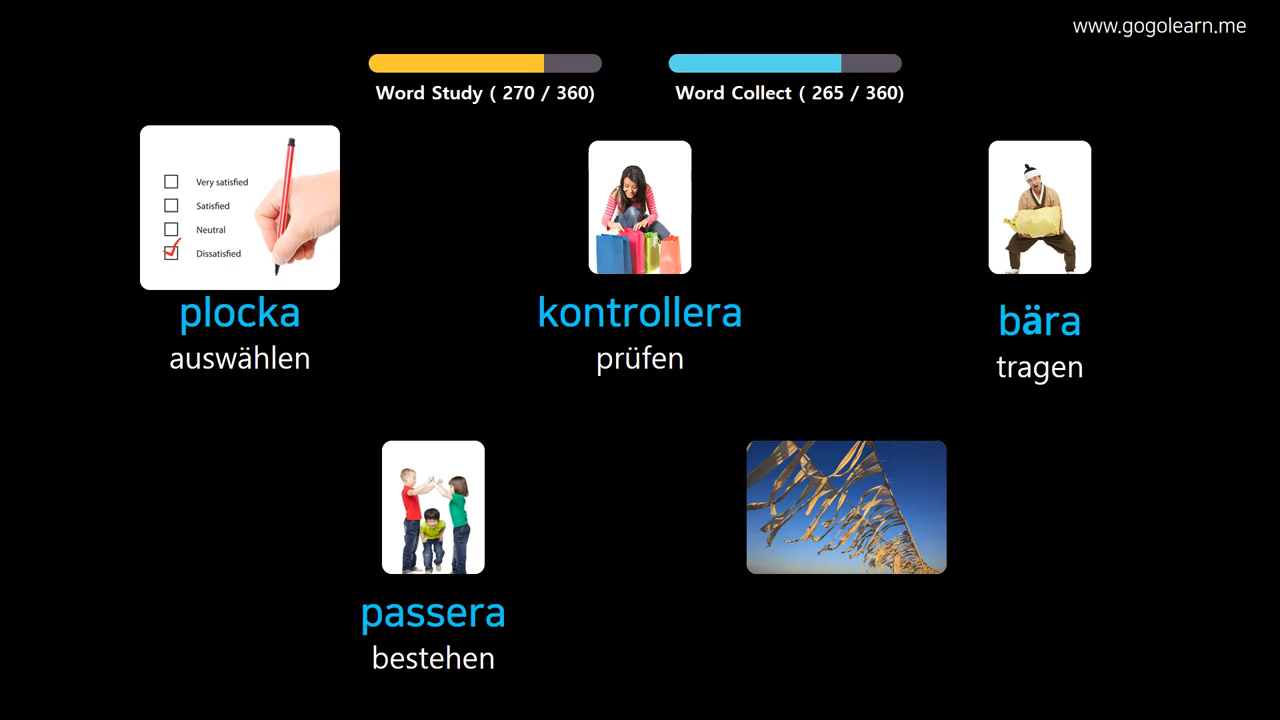 www.gogolearn.me
Word Study ( 270 / 360)
Word Collect ( 265 / 360)
Very satisfied
Satisfied
Neutral
Dissatisfied
plocka
auswählen
kontrollera
prüfen
bära
tragen
passera
bestehen